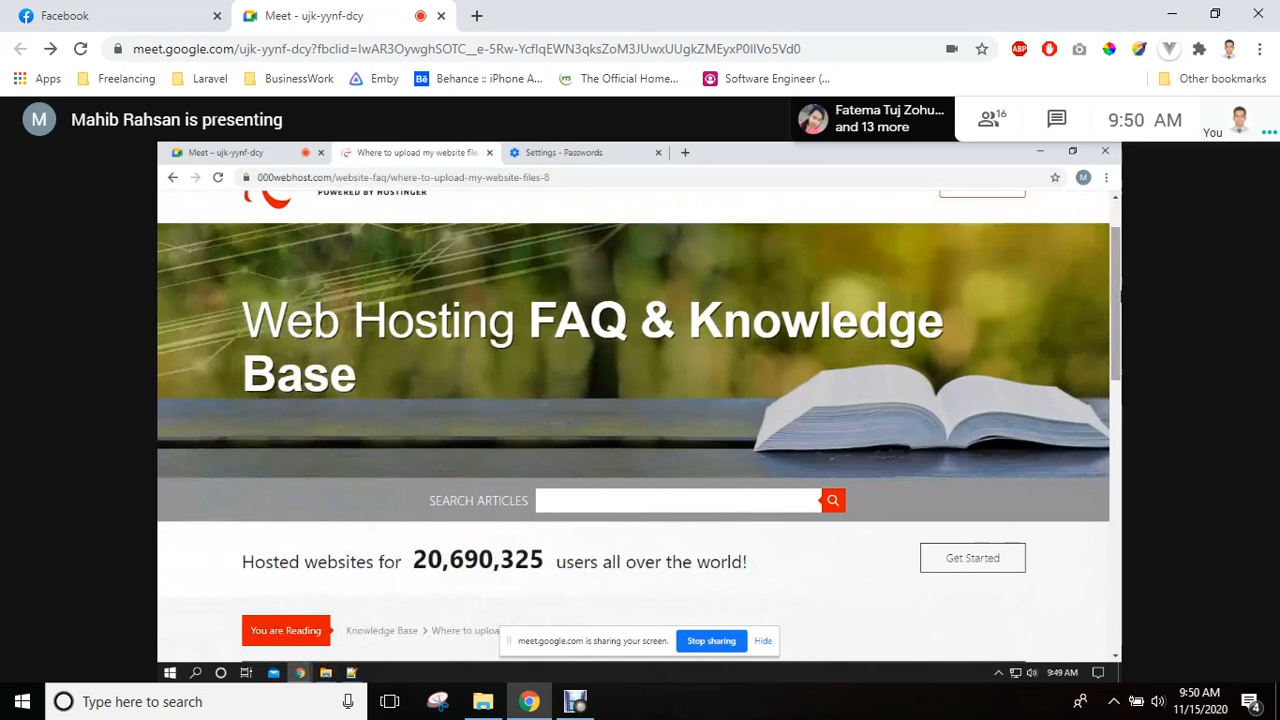 Facebook
Meet - ujk-yynf-dcy
meet.google.com/ujk-yynf-dcy?fbclid=IwAR3OywghSOTC__e-5Rw-YcflqEWN3qksZoM3JUwxUUgkZMEyxP0IlVo5Vd0
Apps
Freelancing
Laravel
BusinessWork
Emby
Behance :: iPhone A...
The Official Home...
Software Engineer (...
Other bookmarks
M
Mahib Rahsan is presenting
Fatema Tuj Zohu...
and 13 more
16
9:50 AM
You
Meet – ujk-yynf-dcy
Where to upload my website file
Settings - Passwords
000webhost.com/website-faq/where-to-upload-my-website-files-8
M
POWERED BY HOSTINGER
Web Hosting FAQ & Knowledge
Base
SEARCH ARTICLES
Hosted websites for 20,690,325 users all over the world!
Get Started
You are Reading
Knowledge Base > Where to uploa
meet.google.com is sharing your screen.
Stop sharing
Hide
9:49 AM
Type here to search
9:50 AM
11/15/2020
4